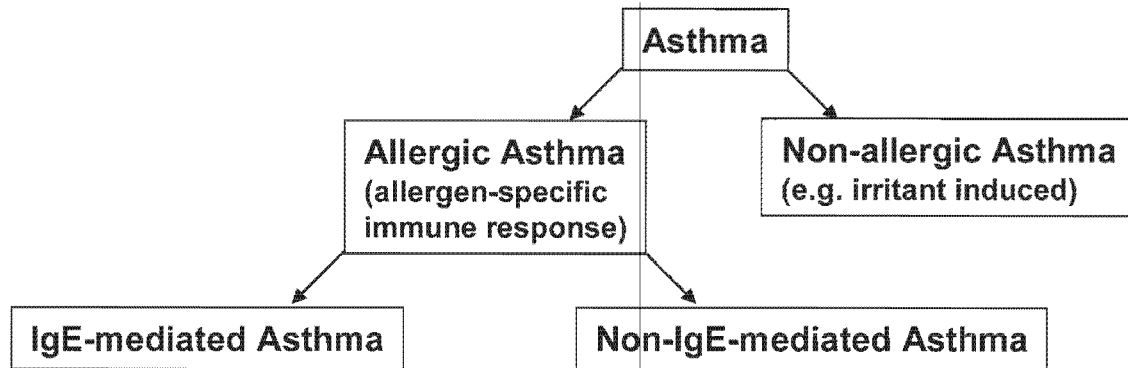 Asthma
Allergic Asthma
(allergen-specific
immune response)
Non-allergic Asthma
(e.g. irritant induced)
IgE-mediated Asthma
Non-IgE-mediated Asthma